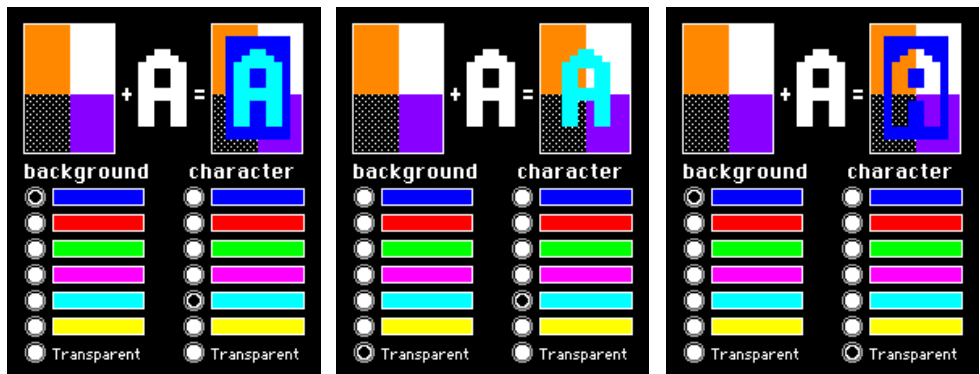 + A = A
background character
Transparent Transparent
+ A = A
background character
Transparent Transparent
+ A = A
background character
Transparent Transparent